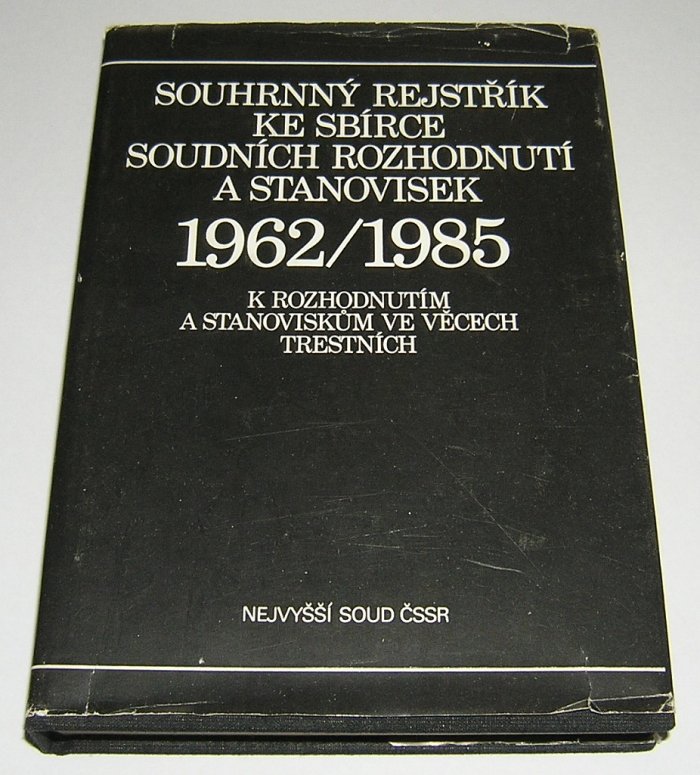 SOUHRNNÝ REJSTŘÍK
KE SBÍRCE
SOUDNÍCH ROZHODNUTÍ
A STANOVISEK
1962/1985
K ROZHODNUTÍM
A STANOVISKŮM VE VĚCECH
TRESTNÍCH
NEJVYŠŠÍ SOUD ČSSR